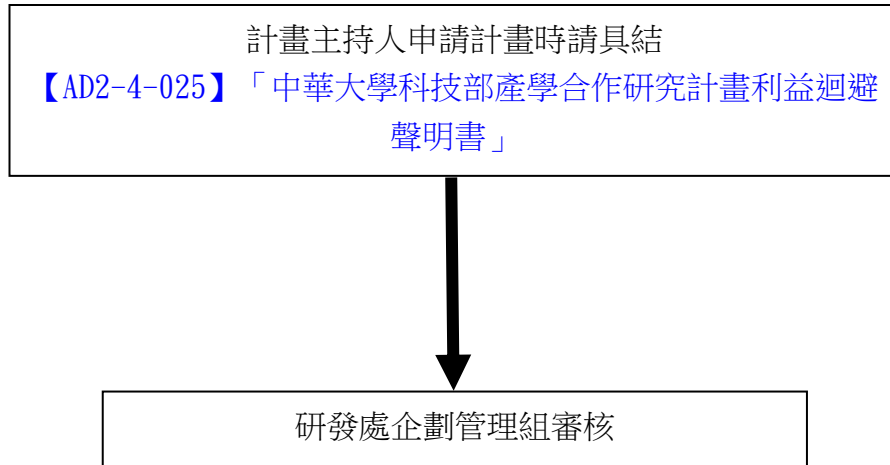 計畫主持人申請計畫時請具結
【AD2-4-025】「中華大學科技部產學合作研究計畫利益迴避
聲明書」
研發處企劃管理組審核